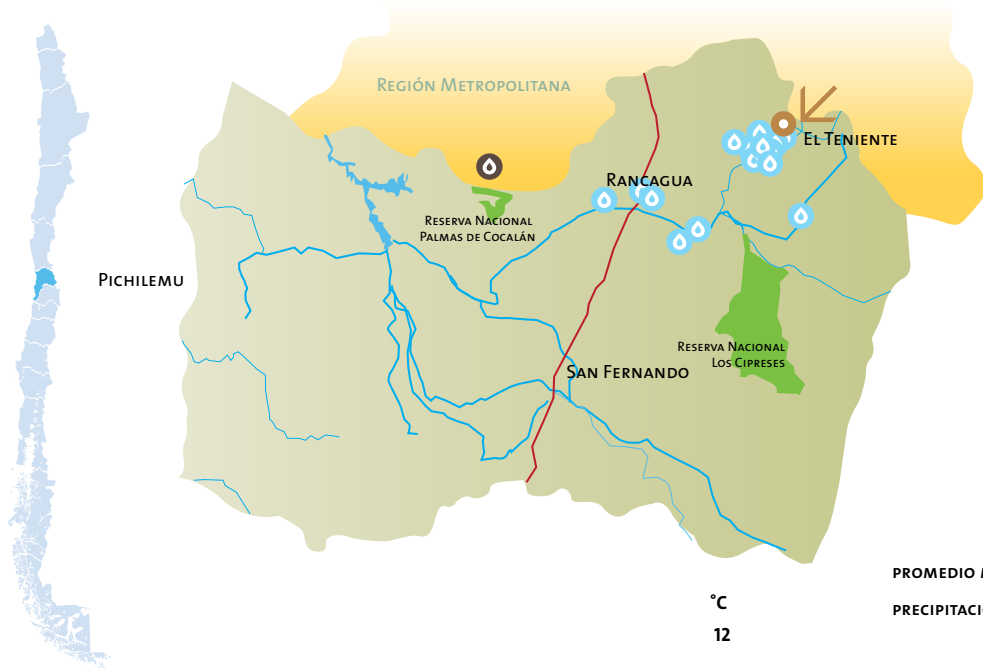 Región Metropolitana
El Teniente
Rancagua
Reserva Nacional
Palmas de Cocalán
Pichilemu
Reserva Nacional
Los Cipreses
San Fernando
promedio
°C
precipitaci
12